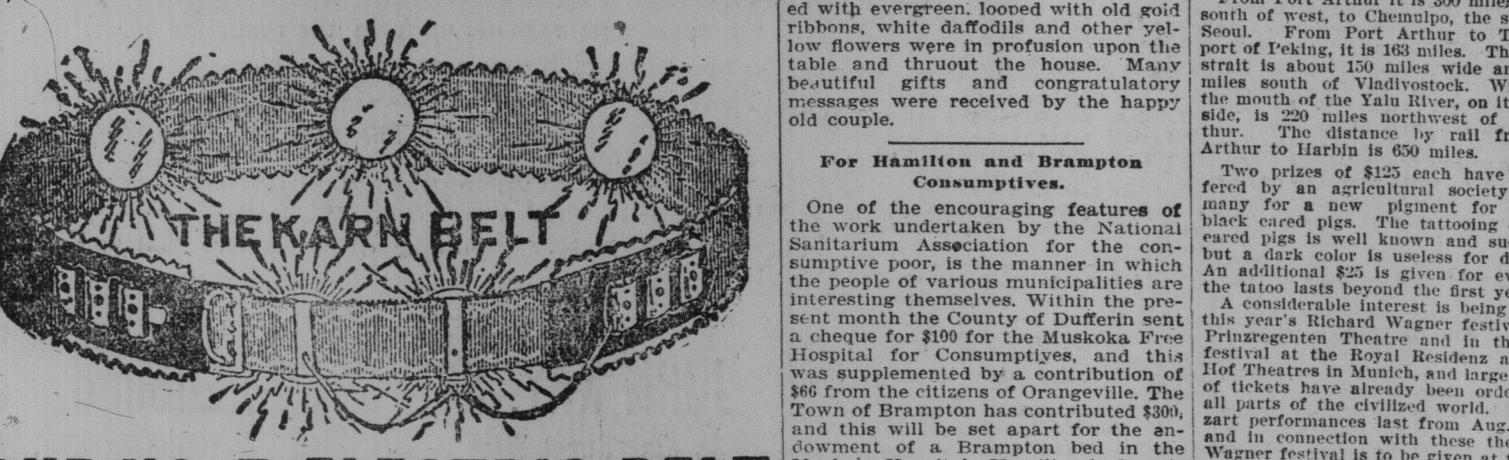 THE KARN BELT
ed with evergreen, looped with old gold
ribbons, white daffodils and other yel-
low flowers were in profusion upon the
table and thruout the house. Many
beautiful gifts and congratulatory
messages were received by the happy
old couple.
For Hamilton and Brampton
Consumptives.
One of the encouraging features of
the work undertaken by the National
Sanitarium Association for the con-
sumptive poor, is the manner in which
the people of various municipalities are
interesting themselves. Within the pre-
sent month the County of Dufferin sent
a cheque for $100 for the Muskoka Free
Hospital for Consumptives, and this
was supplemented by a contribution of
$66 from the citizens of Orangeville. The
Town of Brampton has contributed $300,
and this will be set apart for the en-
dowment of a Brampton bed in the
From Port Arthur it is 300 miles
south of west, to Chemulpo, the s
Seoul. From Port Arthur to T
port of Peking, it is 163 miles. Th
strait is about 150 miles wide an
miles south of Vladivostock. W
the mouth of the Yalu River, on it
side, is 220 miles northwest of
thur. The distance by rail fr
Arthur to Harbin is 650 miles.
Two prizes of $125 each have
fered by an agricultural society
many for a new pigment for
black eared pigs. The tattooing
eared pigs is well known and su
but a dark color is useless for d
An additional $25 is given for e
the tatoo lasts beyond the first ye
A considerable interest is being
this year's Richard Wagner festiv
Prinzregenten Theatre and in th
festival at the Royal Residenz a
Hof Theatres in Munich, and large
of tickets have already been orde
all parts of the civilized world.
zart performances last from Aug.
and in connection with these the
Wagner festival is to be given at